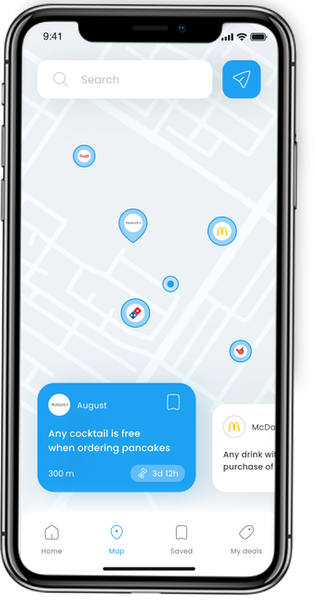 9:41
Search
August
Any cocktail is free
when ordering pancakes
300 m
3d 12h
McDo
Any drink wi
purchase of
Home
Map
Saved
My deals